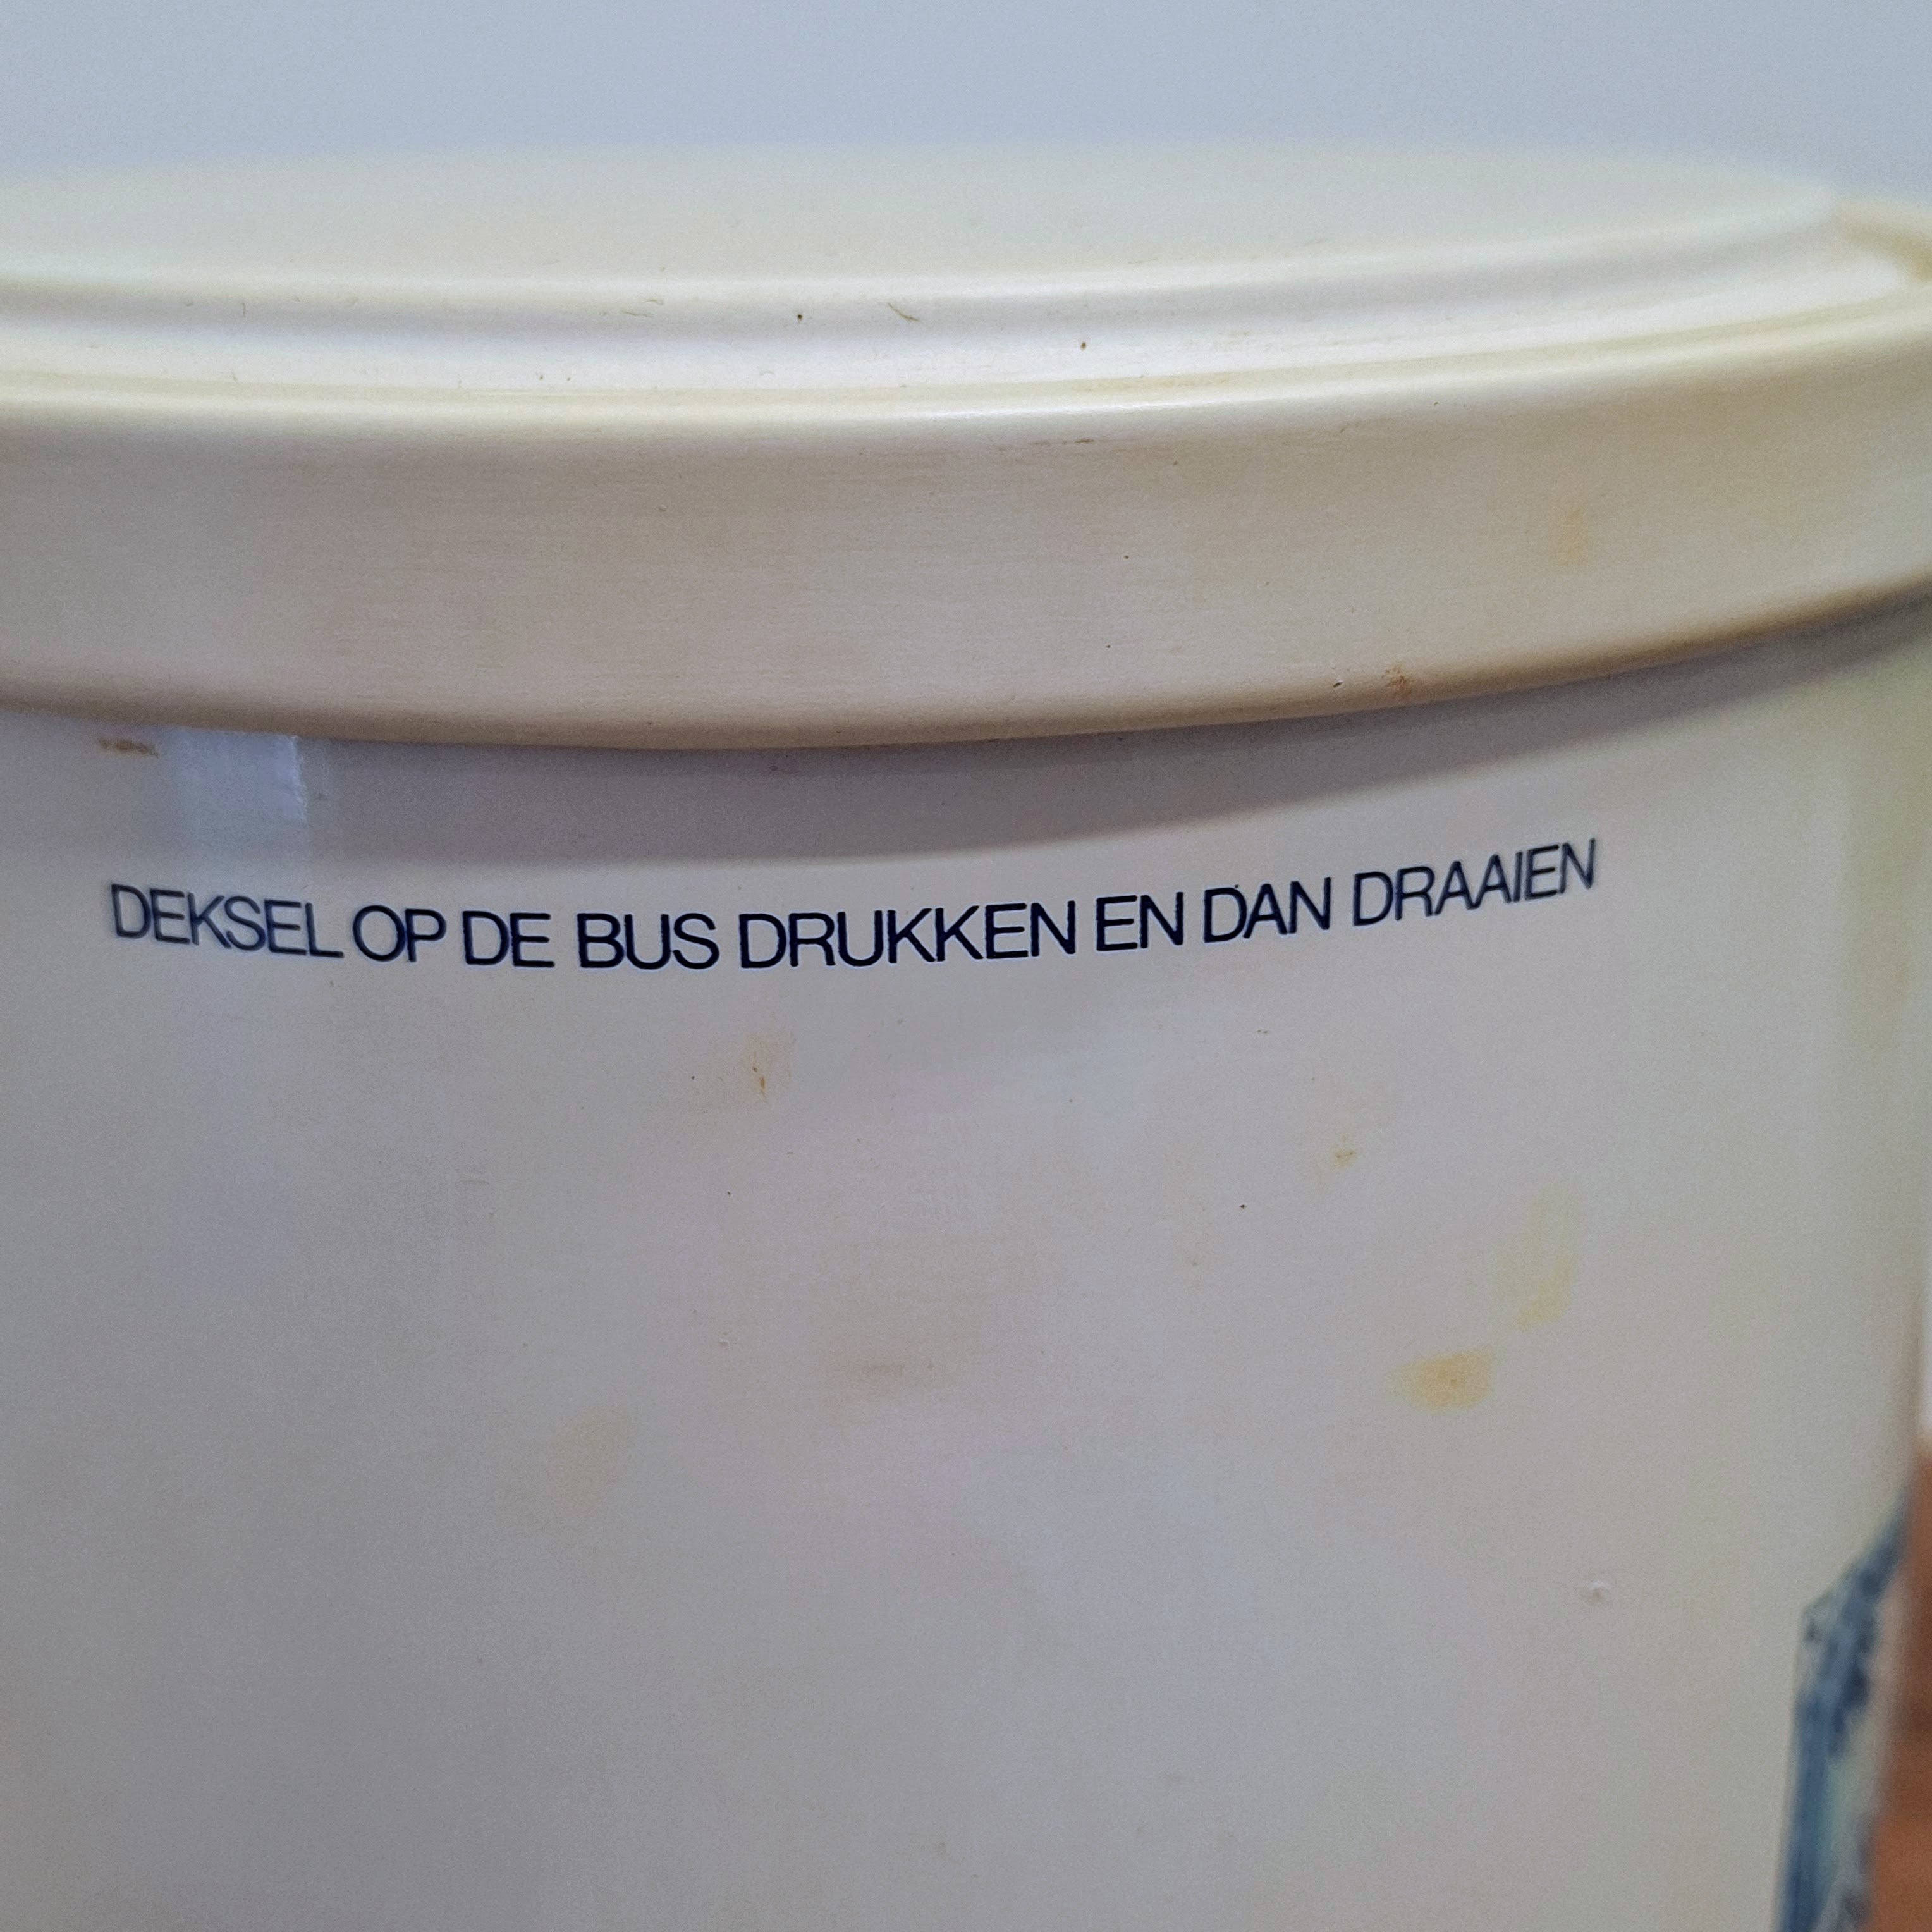 DEKSEL OP DE BUS DRUKKEN EN DAN DRAAIEN